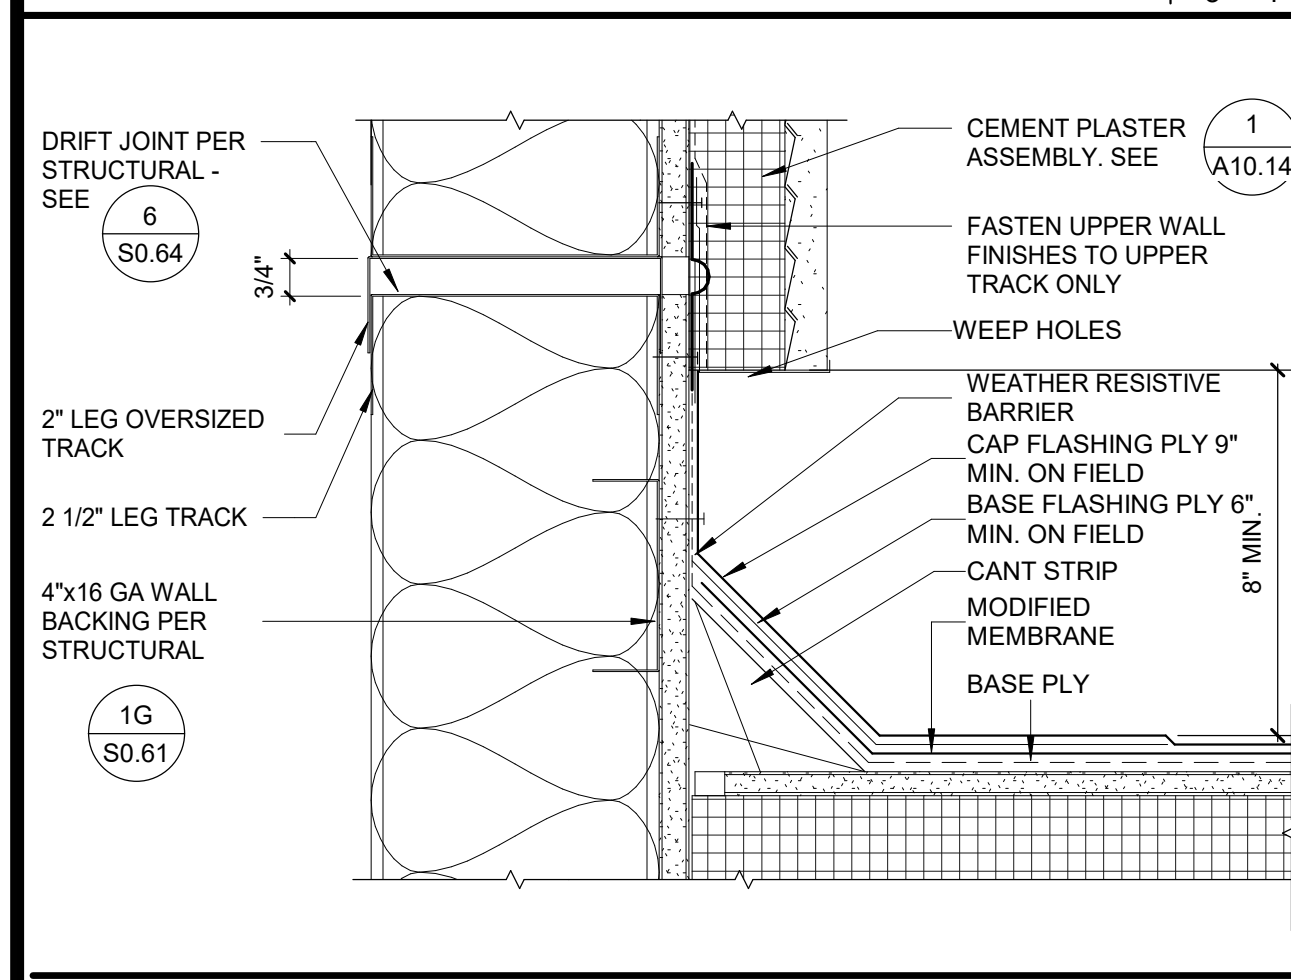 DRIFT JOINT PER
STRUCTURAL -
SEE
6
S0.64
3/4"
2" LEG OVERSIZED
TRACK
2 1/2" LEG TRACK
4"x16 GA WALL
BACKING PER
STRUCTURAL
1G
S0.61
CEMENT PLASTER
ASSEMBLY. SEE
1
A10.14
FASTEN UPPER WALL
FINISHES TO UPPER
TRACK ONLY
WEEP HOLES
WEATHER RESISTIVE
BARRIER
CAP FLASHING PLY 9"
MIN. ON FIELD
BASE FLASHING PLY 6"
MIN. ON FIELD
CANT STRIP
MODIFIED
MEMBRANE
BASE PLY
8" MIN.